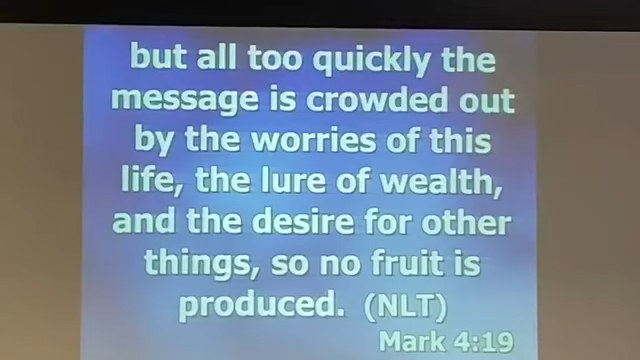 but all too quickly the
message is crowded out
by the worries of this
life, the lure of wealth,
and the desire for other
things, so no fruit is
produced. (NLT)
Mark 4:19